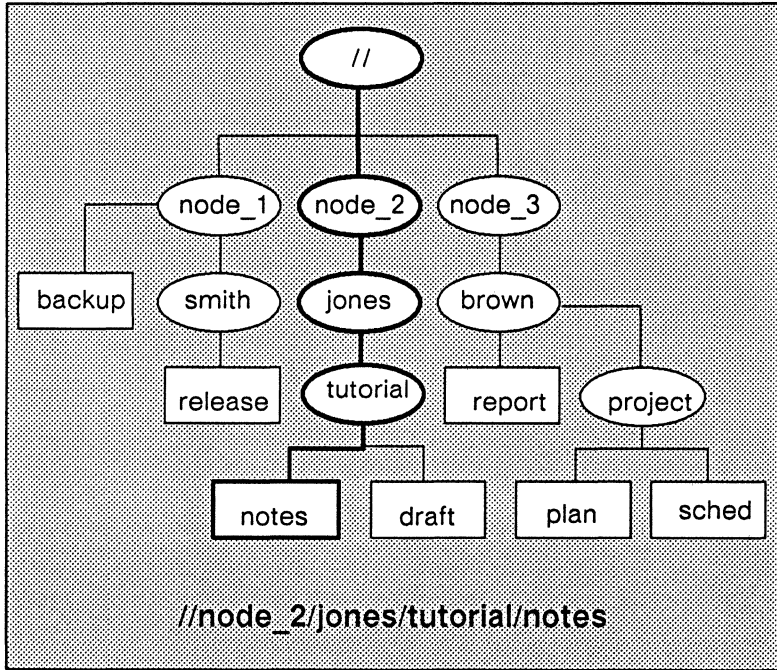 //
node_1 node_2 node_3
backup smith jones brown
release tutorial report project
notes draft plan sched
//node_2/jones/tutorial/notes